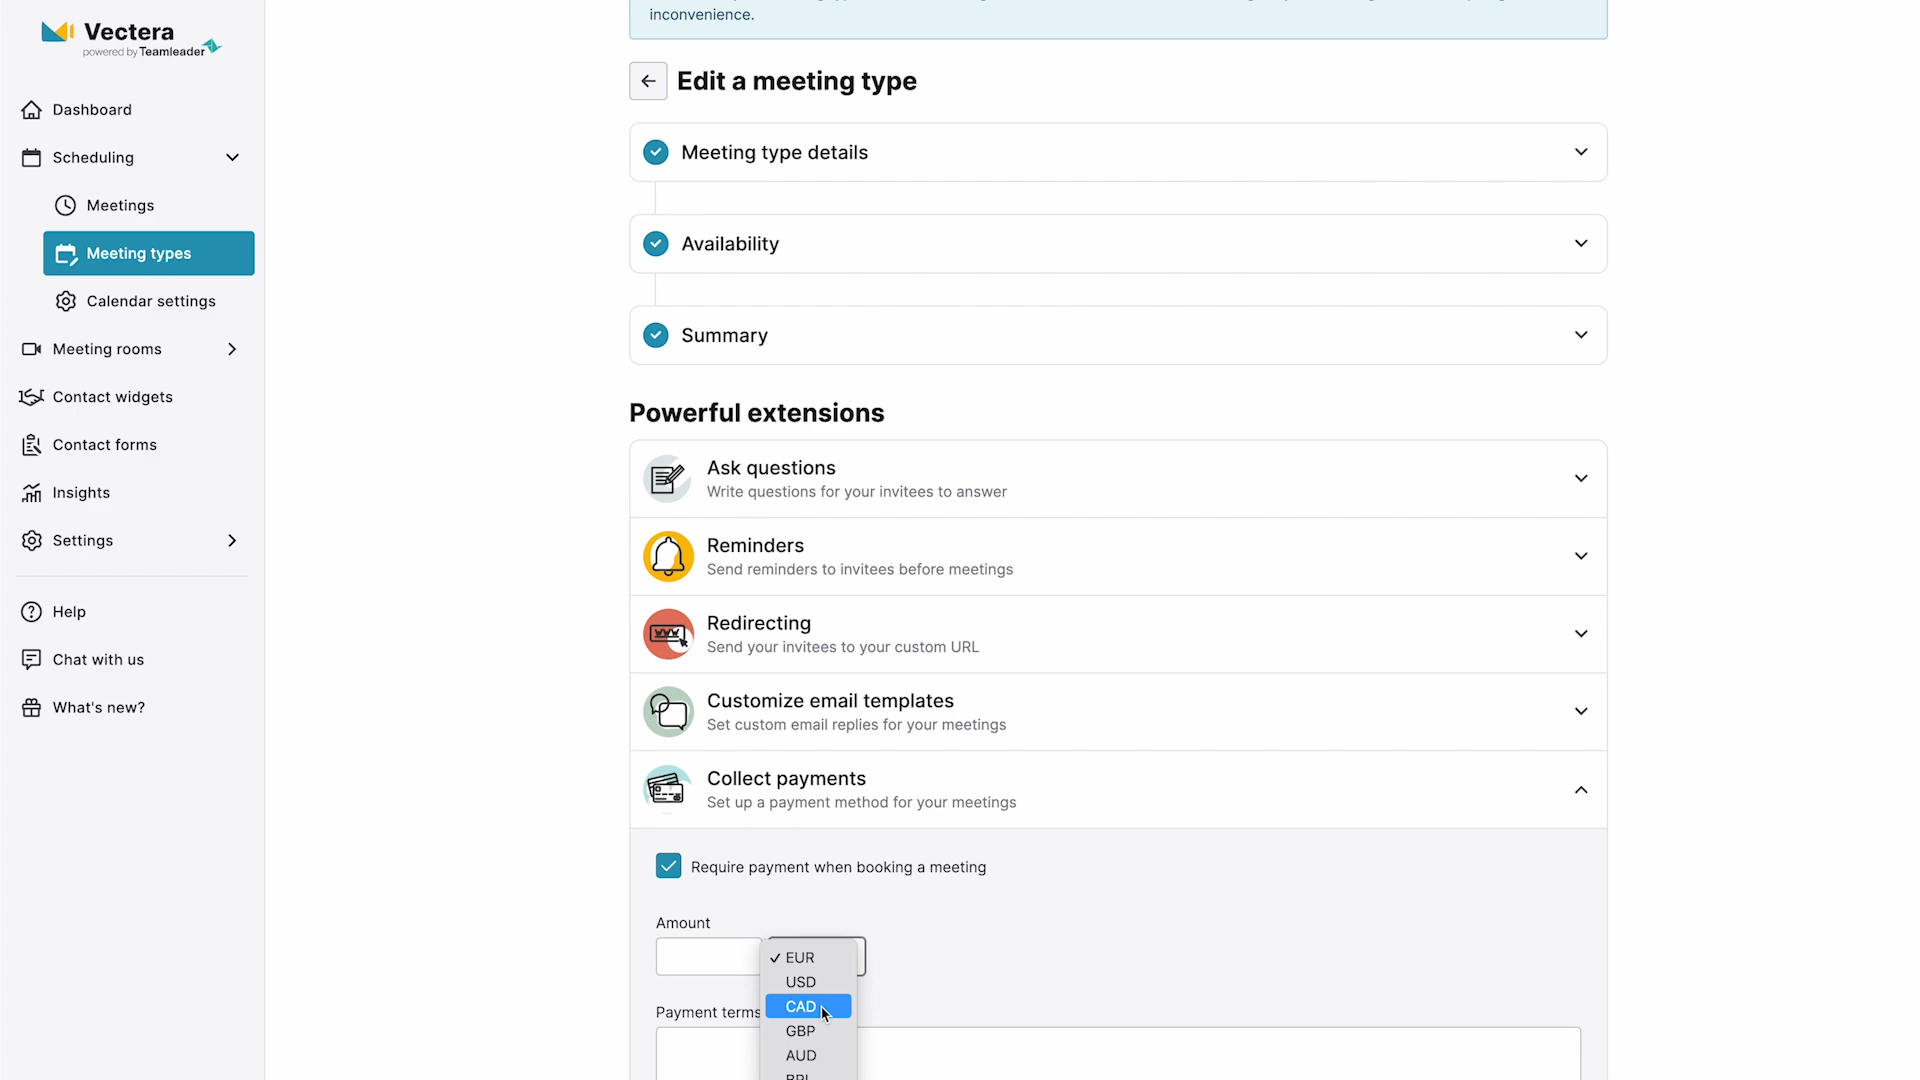 Vectera
powered by Teamleader
Dashboard
Scheduling
Meetings
Meeting types
Calendar settings
Meeting rooms
Contact widgets
Contact forms
Insights
Settings
Help
Chat with us
What's new?
inconvenience.
Edit a meeting type
Meeting type details
Availability
Summary
Powerful extensions
Ask questions
Write questions for your invitees to answer
Reminders
Send reminders to invitees before meetings
Redirecting
Send your invitees to your custom URL
Customize email templates
Set custom email replies for your meetings
Collect payments
Set up a payment method for your meetings
Require payment when booking a meeting
Amount
EUR
USD
CAD
Payment terms
GBP
AUD